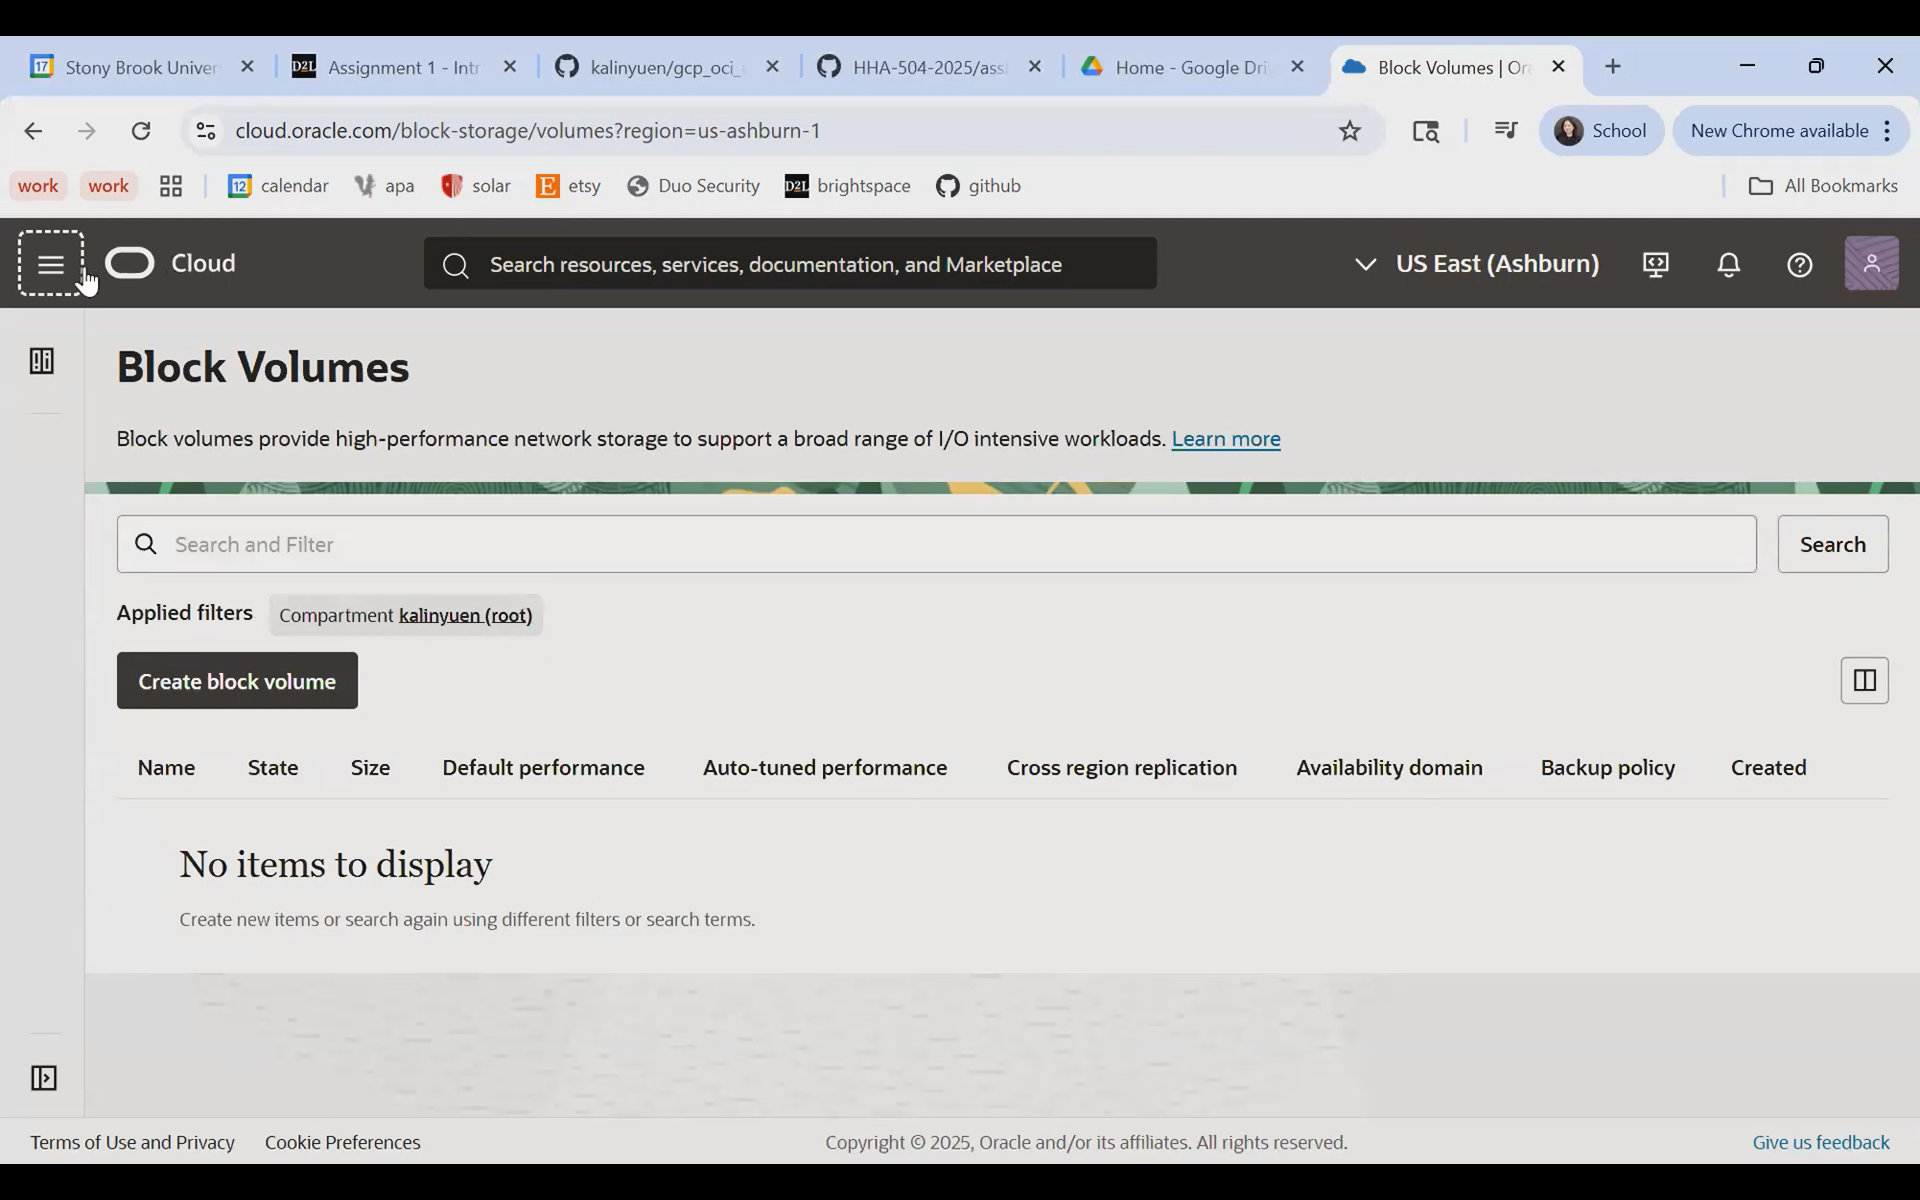 17 Stony Brook Univer
D2L Assignment 1 - Intr
kalinyuen/gcp_oci_
HHA-504-2025/assi
Home - Google Dri
Block Volumes | Or
cloud.oracle.com/block-storage/volumes?region=us-ashburn-1
School
New Chrome available
work
work
12 calendar
apa
solar
E etsy
Duo Security
D2L brightspace
github
All Bookmarks
Cloud
Search resources, services, documentation, and Marketplace
US East (Ashburn)
Block Volumes
Block volumes provide high-performance network storage to support a broad range of I/O intensive workloads. Learn more
Search and Filter
Search
Applied filters
Compartment kalinyuen (root)
Create block volume
Name State Size Default performance Auto-tuned performance Cross region replication Availability domain Backup policy Created
No items to display
Create new items or search again using different filters or search terms.
Terms of Use and Privacy
Cookie Preferences
Copyright © 2025, Oracle and/or its affiliates. All rights reserved.
Give us feedback